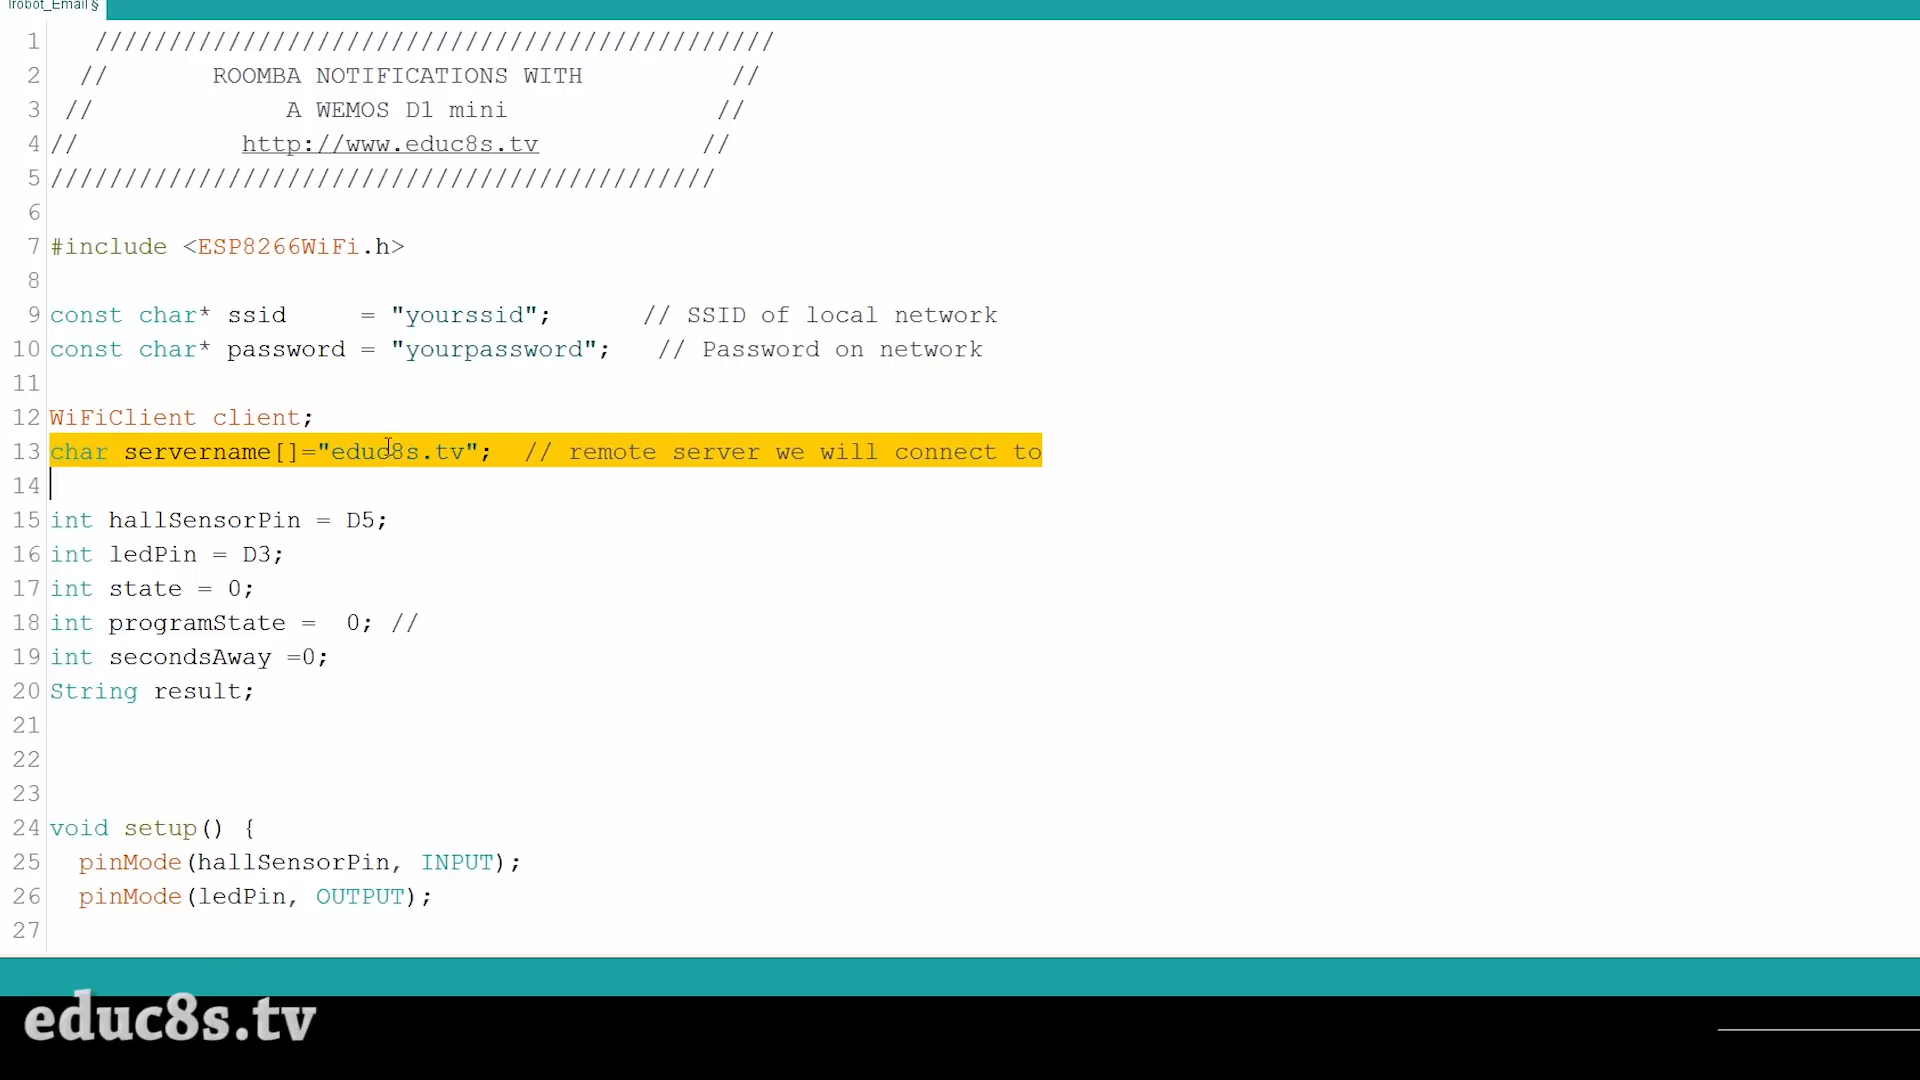 Irobot_Email §
1 //////////////////////////////////////////////
2 // ROOMBA NOTIFICATIONS WITH //
3 // A WEMOS D1 mini //
4 // http://www.educ8s.tv //
5 /////////////////////////////////////////////
6
7 #include <ESP8266WiFi.h>
8
9 const char* ssid     = "yourssid"; // SSID of local network
10 const char* password = "yourpassword"; // Password on network
11
12 WiFiClient client;
13 char servername[]="educ8s.tv";  // remote server we will connect to
14
15 int hallSensorPin = D5;
16 int ledPin = D3;
17 int state = 0;
18 int programState =  0; //
19 int secondsAway =0;
20 String result;
21
22
23
24 void setup() {
25   pinMode(hallSensorPin, INPUT);
26   pinMode(ledPin, OUTPUT);
27
educ8s.tv